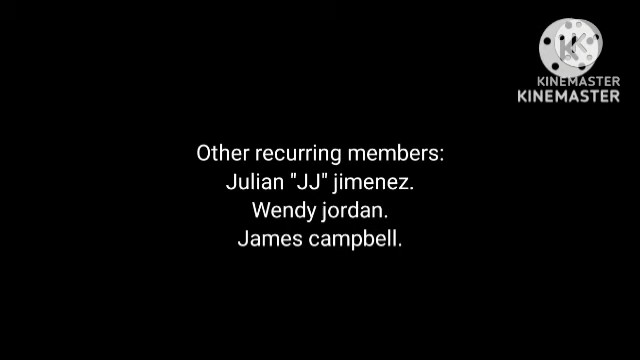 KINEMASTER
KINEMASTER
Other recurring members:
Julian "JJ" jimenez.
Wendy jordan.
James campbell.